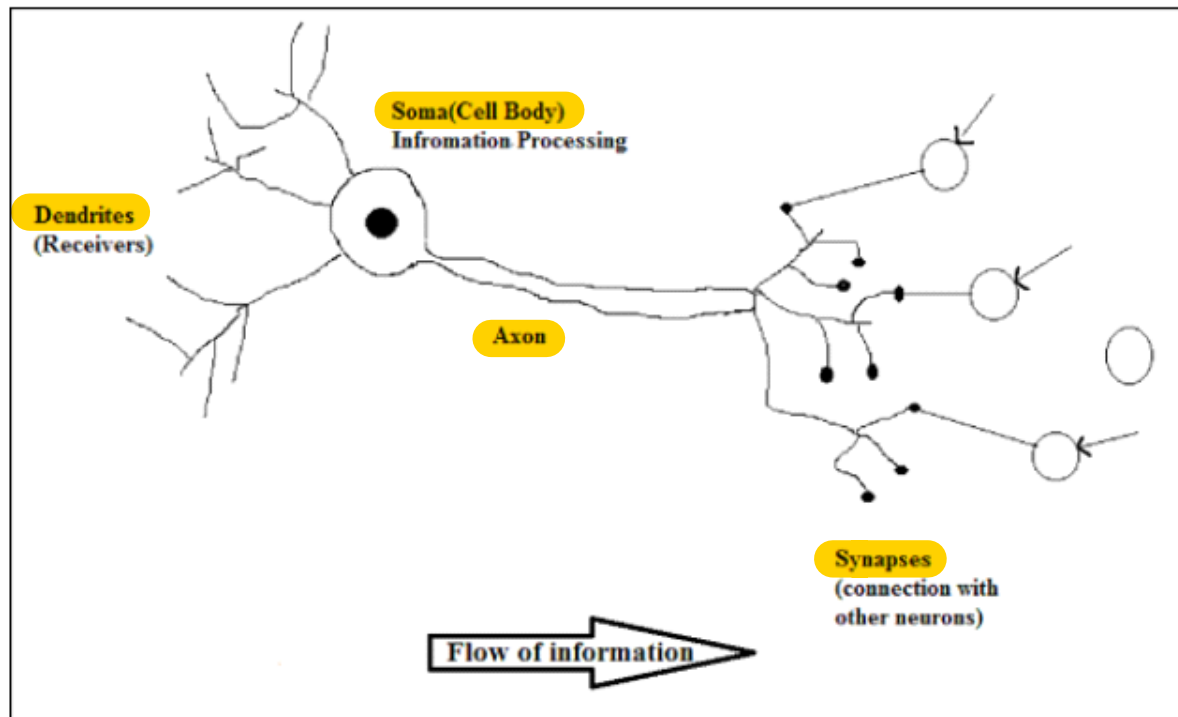 Soma(Cell Body)
Infromation Processing
Dendrites
(Receivers)
Axon
Synapses
(connection with
other neurons)
Flow of information